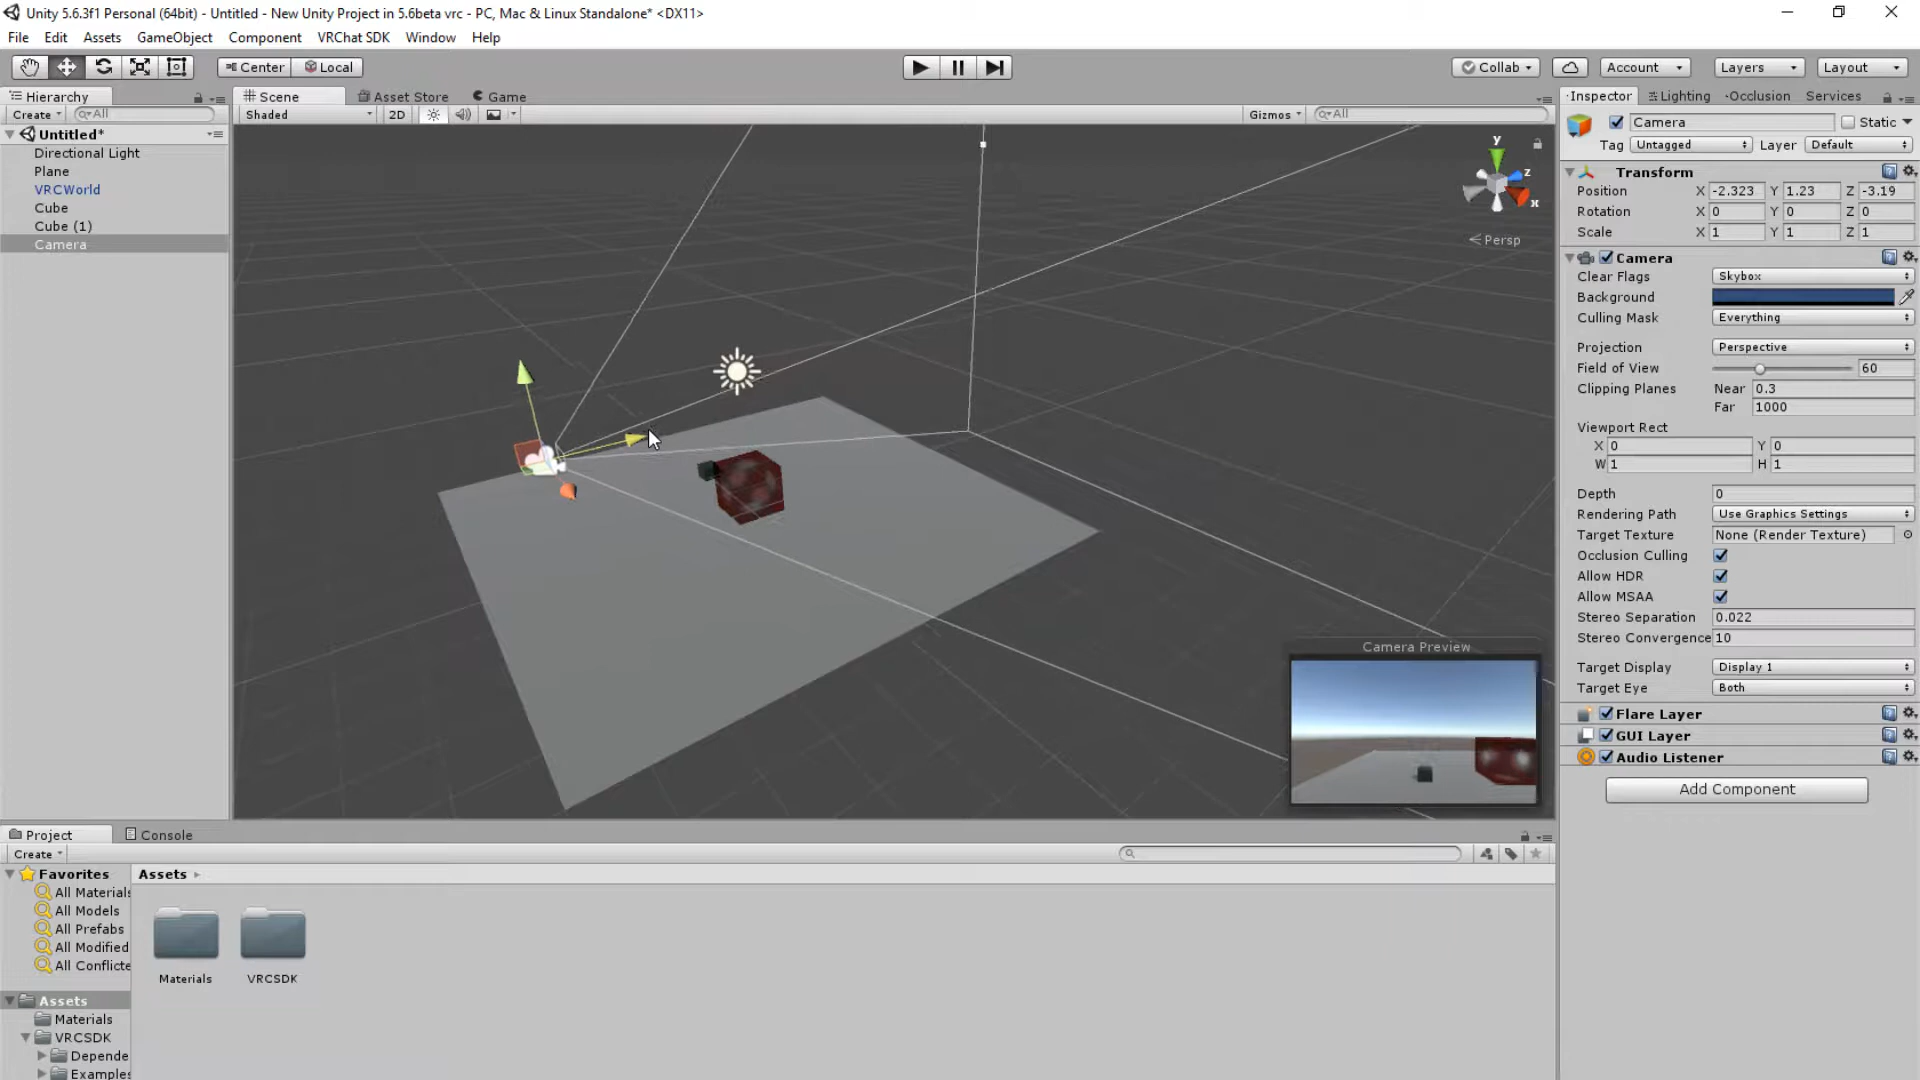 Unity 5.6.3f1 Personal (64bit) - Untitled - New Unity Project in 5.6beta vrc - PC, Mac & Linux Standalone* <DX11>
File Edit Assets GameObject Component VRChat SDK Window Help
Center Local Collab Account Layers Layout
Hierarchy Scene Asset Store Game Inspector Lighting Occlusion Services
Create All Shaded 2D Gizmos All
Untitled*
Directional Light
Plane
VRCWorld
Cube
Cube (1)
Camera
y
z
x
Persp
Camera Preview
Camera Static
Tag Untagged Layer Default
Transform
Position X -2.323 Y 1.23 Z -3.19
Rotation X 0 Y 0 Z 0
Scale X 1 Y 1 Z 1
Camera
Clear Flags Skybox
Background
Culling Mask Everything
Projection Perspective
Field of View 60
Clipping Planes Near 0.3
Far 1000
Viewport Rect
X 0 Y 0
W 1 H 1
Depth 0
Rendering Path Use Graphics Settings
Target Texture None (Render Texture)
Occlusion Culling
Allow HDR
Allow MSAA
Stereo Separation 0.022
Stereo Convergence 10
Target Display Display 1
Target Eye Both
Flare Layer
GUI Layer
Audio Listener
Add Component
Project Console
Create
Favorites
All Materials
All Models
All Prefabs
All Modified
All Conflicte
Assets
Materials
VRCSDK
Depende
Examples
Assets
Materials VRCSDK